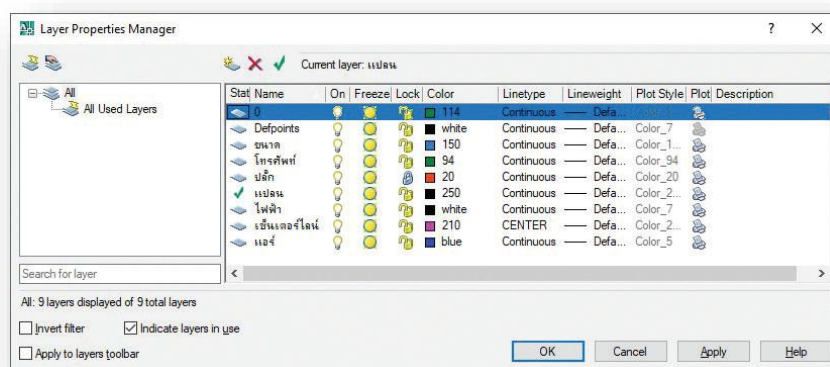 Layer Properties Manager ? ×
Current layer: แปลน
All
All Used Layers
Stat Name On Freeze Lock Color Linetype Lineweight Plot Style Plot Description
0 114 Continuous Defa...
Defpoints white Continuous Defa... Color_7
ขนาด 150 Continuous Defa... Color_1...
โทรศัพท์ 94 Continuous Defa... Color_94
ปลั๊ก 20 Continuous Defa... Color_20
แปลน 250 Continuous Defa... Color_2...
ไฟฟ้า white Continuous Defa... Color_7
เซ็นเตอร์ไลน์ 210 CENTER Defa... Color_2...
แอร์ blue Continuous Defa... Color_5
Search for layer
All: 9 layers displayed of 9 total layers
Invert filter Indicate layers in use
Apply to layers toolbar OK Cancel Apply Help